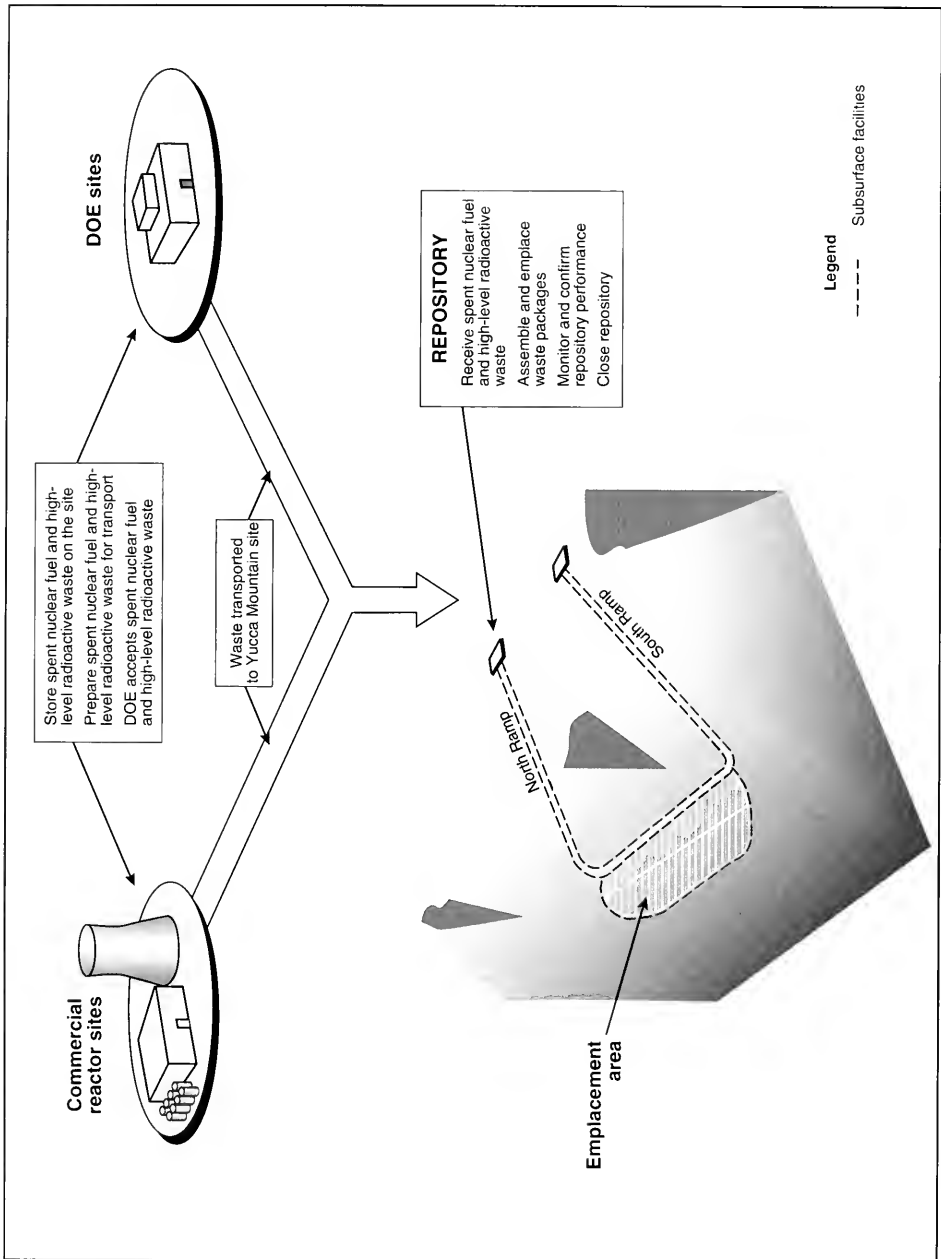 Commercial
reactor sites
Store spent nuclear fuel and high-
level radioactive waste on the site
Prepare spent nuclear fuel and high-
level radioactive waste for transport
DOE accepts spent nuclear fuel
and high-level radioactive waste
DOE sites
Waste transported
to Yucca Mountain site
REPOSITORY
Receive spent nuclear fuel
and high-level radioactive
waste
Assemble and emplace
waste packages
Monitor and confirm
repository performance
Close repository
North Ramp
South Ramp
Emplacement
area
Legend
Subsurface facilities